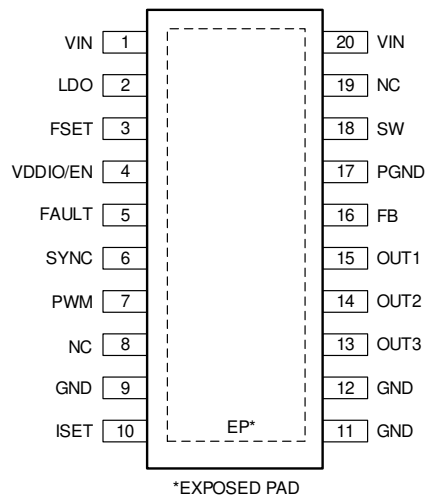 VIN 1 20 VIN
LDO 2 19 NC
FSET 3 18 SW
VDDIO/EN 4 17 PGND
FAULT 5 16 FB
SYNC 6 15 OUT1
PWM 7 14 OUT2
NC 8 13 OUT3
GND 9 12 GND
ISET 10 EP* 11 GND
*EXPOSED PAD